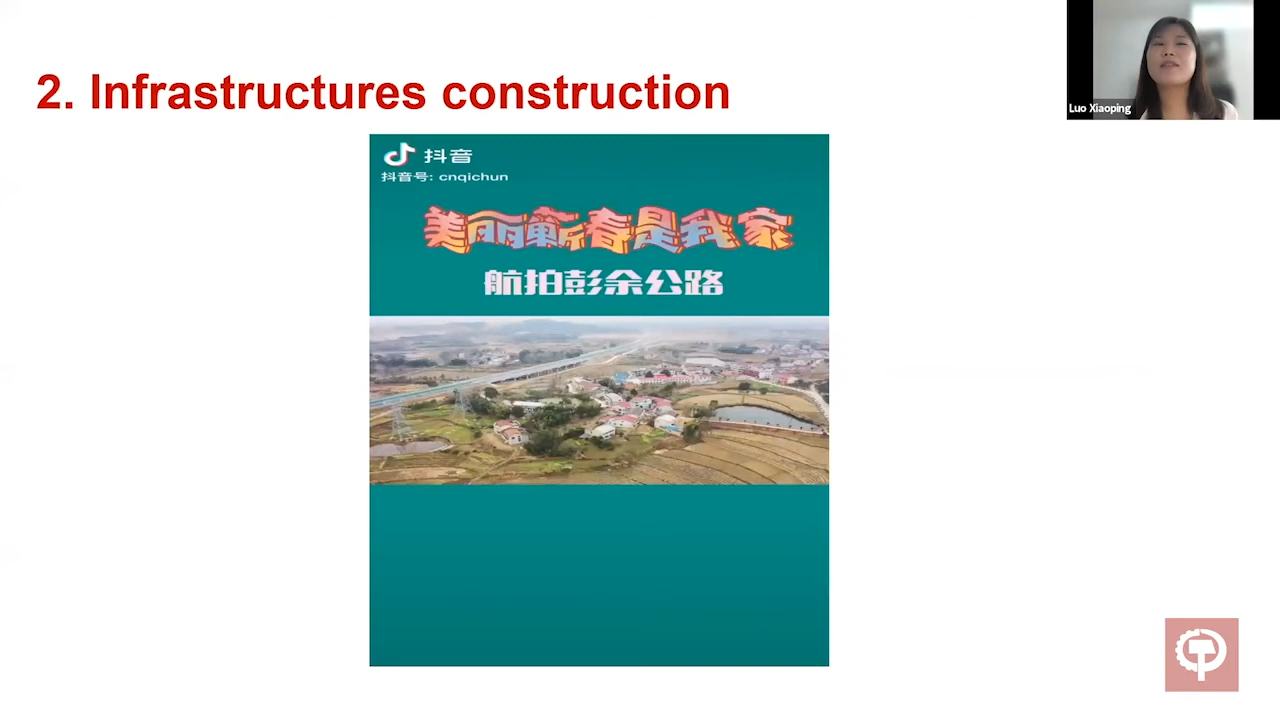 2. Infrastructures construction
Luo Xiaoping
抖音
抖音号: cnqichun
美丽蕲春是我家
航拍彭余公路